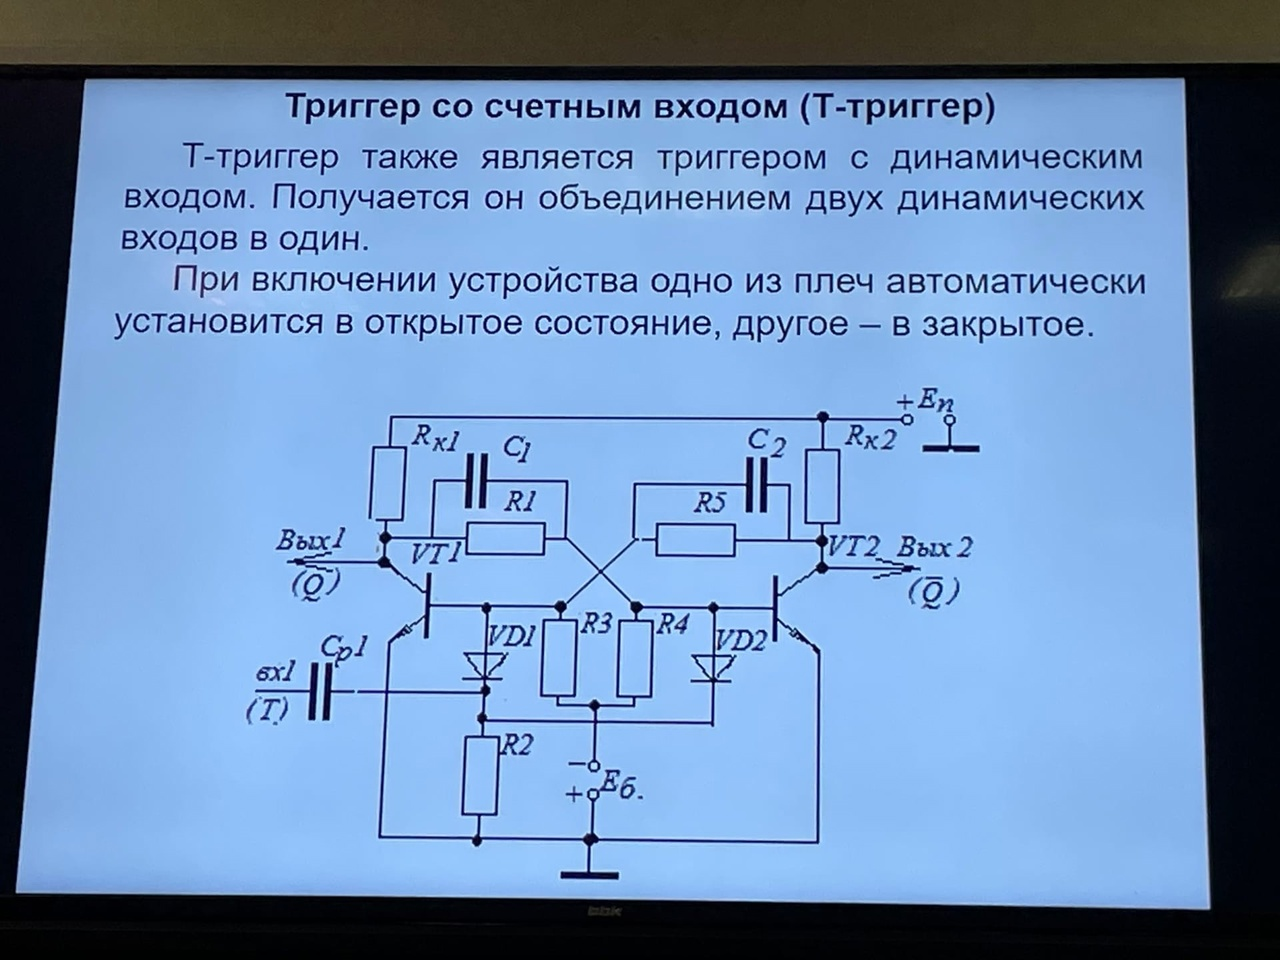 Триггер со счетным входом (Т-триггер)
Т-триггер также является триггером с динамическим
входом. Получается он объединением двух динамических
входов в один.
При включении устройства одно из плеч автоматически
установится в открытое состояние, другое – в закрытое.
+Eп
Rк1
C1
C2
Rк2
R1
R5
Вых1
VT1
VT2
Вых 2
(Q)
(Q̅)
R3
R4
VD1
VD2
Cр1
вх1
(Т)
R2
−
+
Еб.
BBK